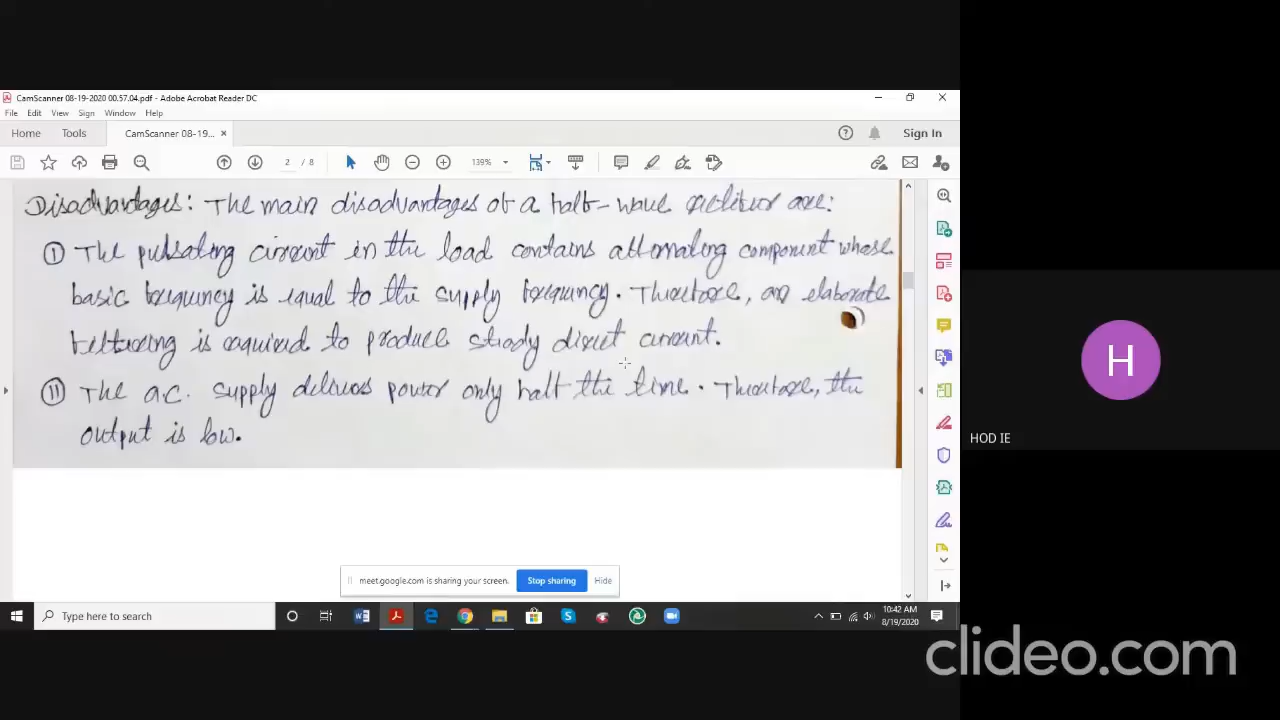 CamScanner 08-19-2020 00.57.04.pdf - Adobe Acrobat Reader DC
File Edit View Sign Window Help
Home Tools CamScanner 08-19... × Sign In
2 / 8 139%
Disadvantages: The main disadvantages of a half-wave rectifier are:
I The pulsating current in the load contains alternating component whose
basic frequency is equal to the supply frequency. Therefore, an elaborate
filtering is required to produce steady direct current.
II The a.c. supply delivers power only half the time. Therefore, the
output is low.
H
HOD IE
meet.google.com is sharing your screen. Stop sharing Hide
Type here to search
10:42 AM
8/19/2020
clideo.com